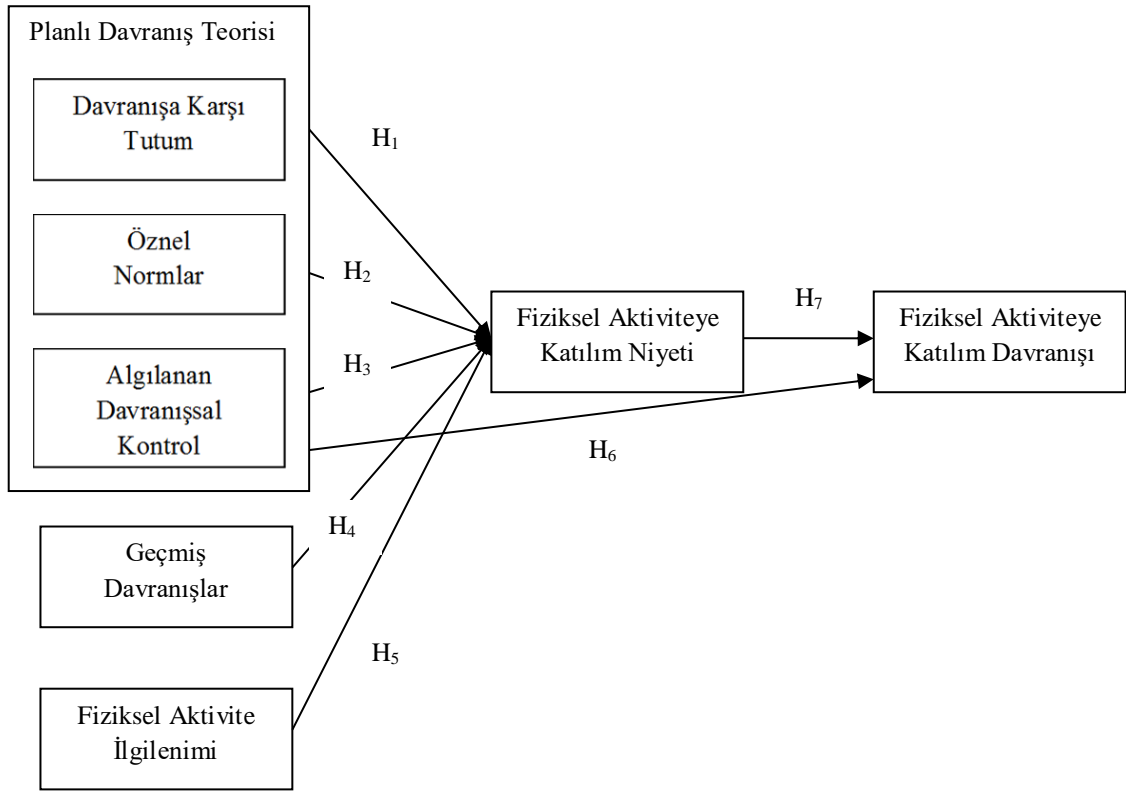 Planlı Davranış Teorisi
Davranışa Karşı
Tutum
H₁
Öznel
Normlar
H₂
Algılanan
Davranışsal
Kontrol
H₃
Fiziksel Aktiviteye
Katılım Niyeti
H₇
Fiziksel Aktiviteye
Katılım Davranışı
H₆
Geçmiş
Davranışlar
H₄
H₅
Fiziksel Aktivite
İlgilenimi